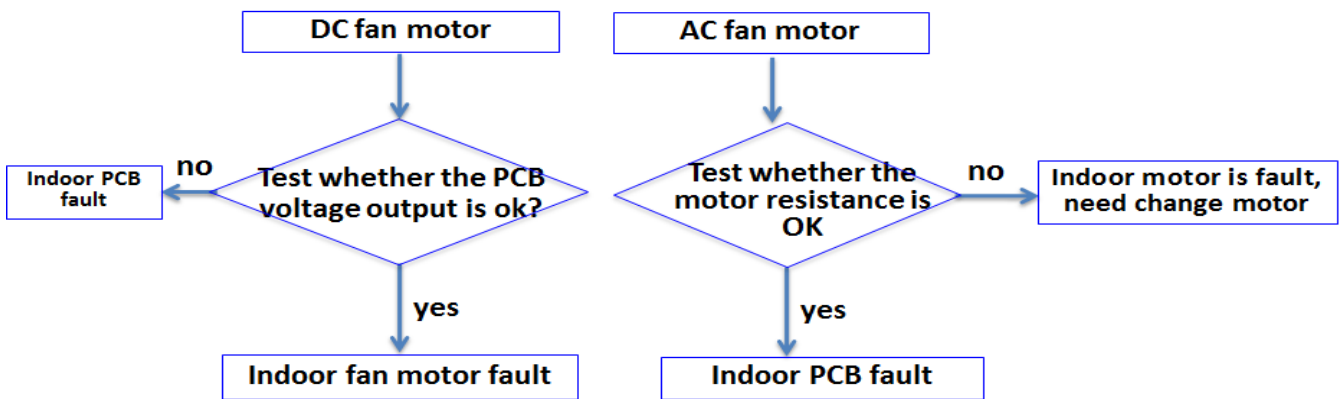 DC fan motor
AC fan motor
no
Indoor PCB
fault
Test whether the PCB
voltage output is ok?
Test whether the
motor resistance is
OK
no
Indoor motor is fault,
need change motor
yes
yes
Indoor fan motor fault
Indoor PCB fault